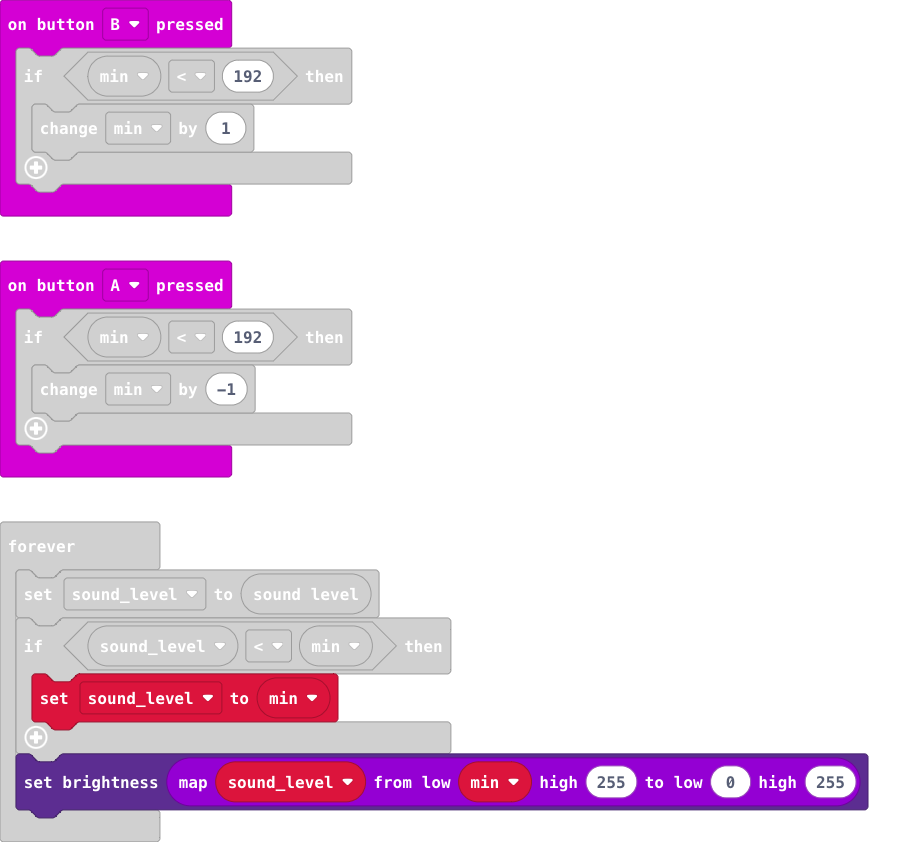 on button B pressed
if min < 192 then
change min by 1
on button A pressed
if min < 192 then
change min by -1
forever
set sound_level to sound level
if sound_level < min then
set sound_level to min
set brightness map sound_level from low min high 255 to low 0 high 255